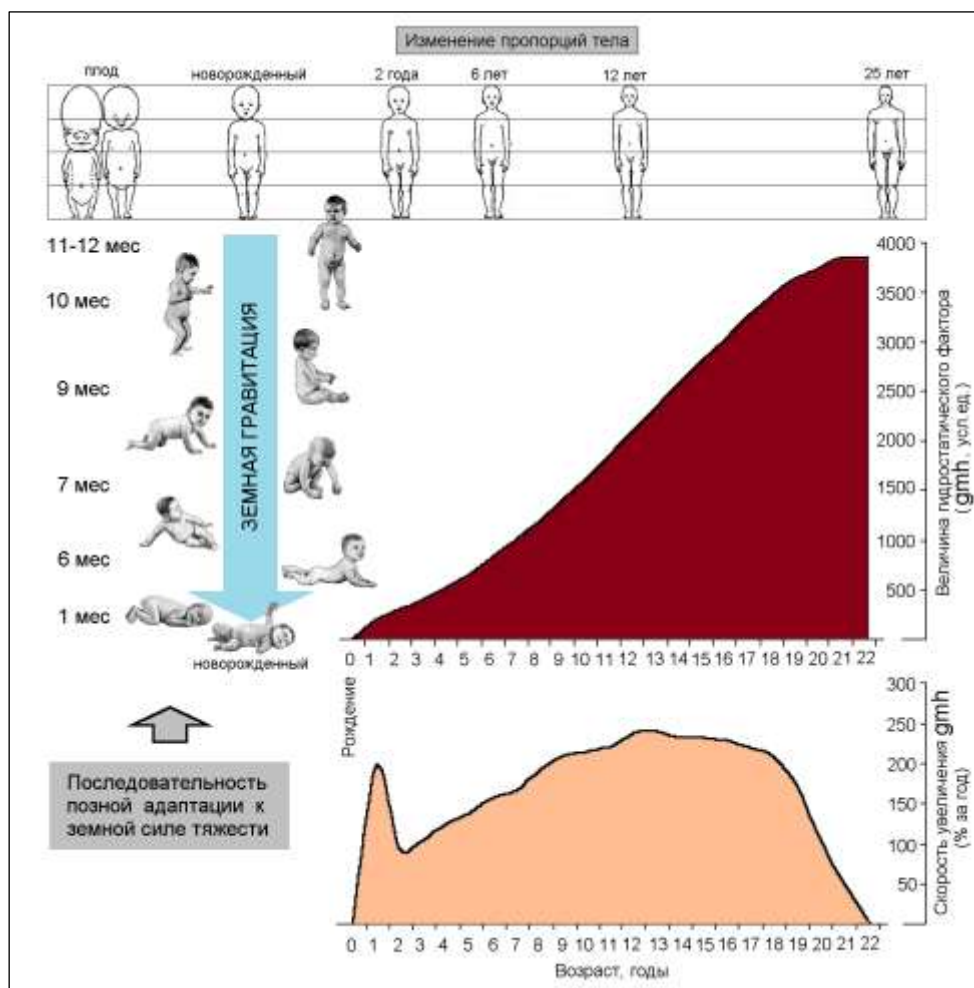 Изменение пропорций тела
плод
новорожденный
2 года
6 лет
12 лет
25 лет
11-12 мес
10 мес
9 мес
7 мес
6 мес
1 мес
ЗЕМНАЯ ГРАВИТАЦИЯ
новорожденный
Последовательность
позной адаптации к
земной силе тяжести
4000
3500
3000
2500
2000
1500
1000
500
Величина гидростатического фактора
(gmh, усл.ед.)
0 1 2 3 4 5 6 7 8 9 10 11 12 13 14 15 16 17 18 19 20 21 22
Рождение
300
250
200
150
100
50
Скорость увеличения gmh
(% за год)
0 1 2 3 4 5 6 7 8 9 10 11 12 13 14 15 16 17 18 19 20 21 22
Возраст, годы